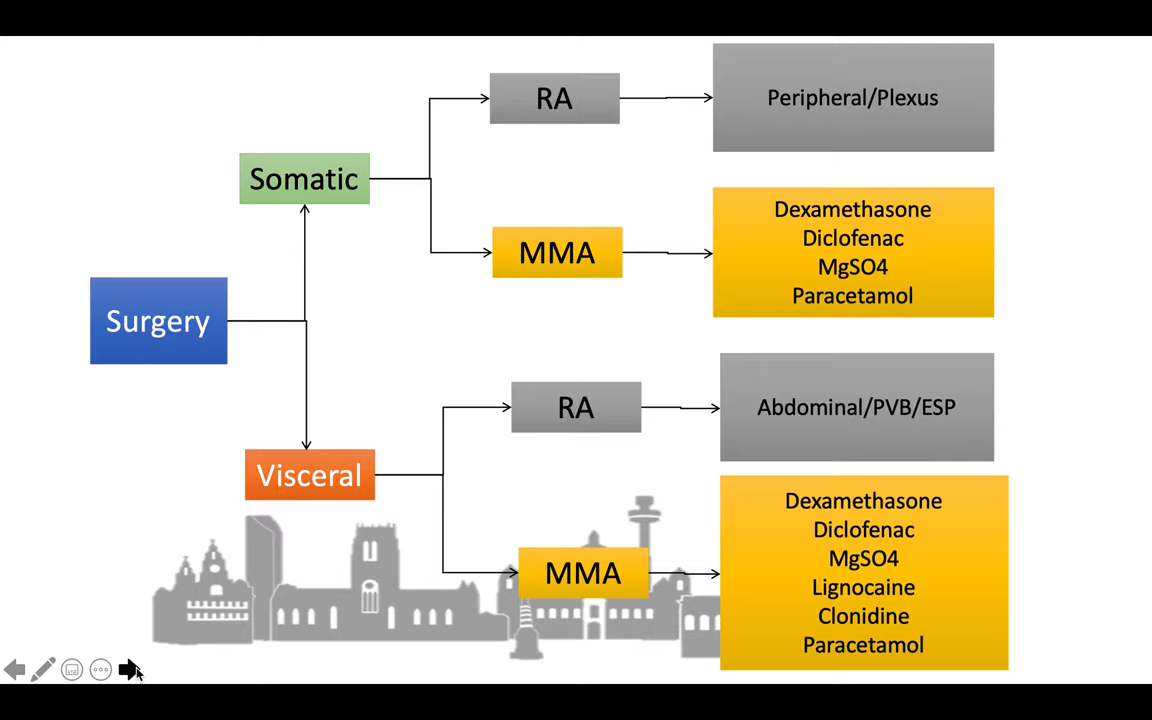 RA
Peripheral/Plexus
Somatic
MMA
Dexamethasone
Diclofenac
MgSO4
Paracetamol
Surgery
RA
Abdominal/PVB/ESP
Visceral
MMA
Dexamethasone
Diclofenac
MgSO4
Lignocaine
Clonidine
Paracetamol